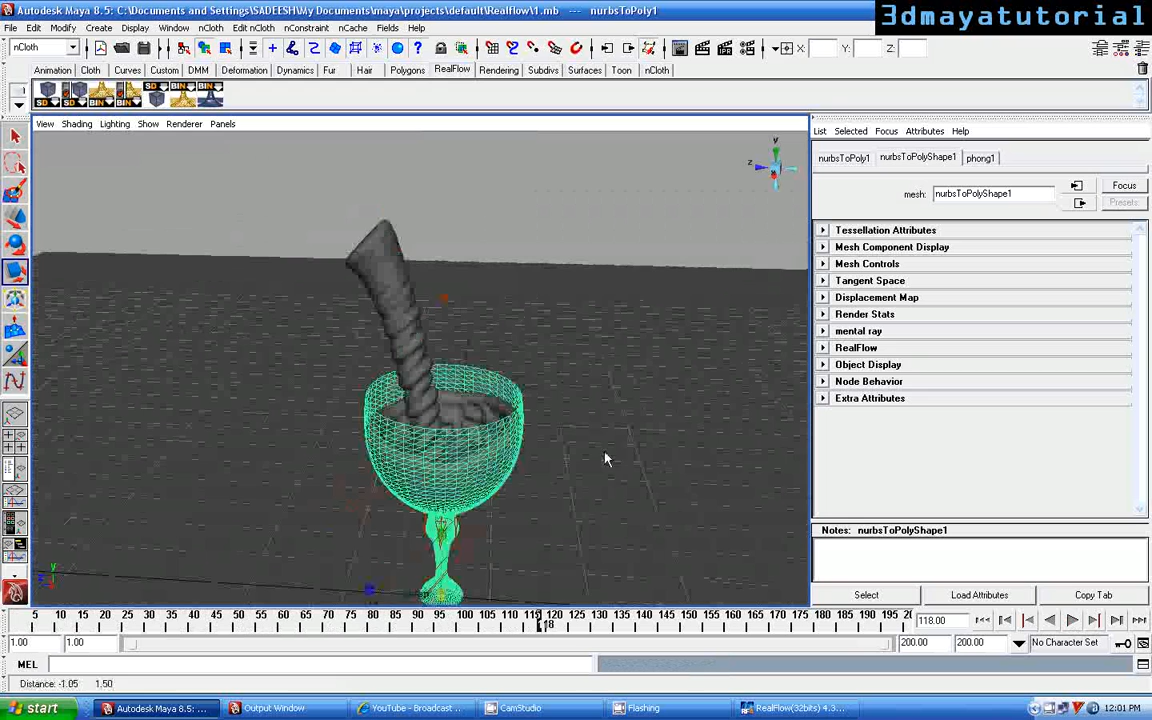 Autodesk Maya 8.5: C:\Documents and Settings\SADEESH\My Documents\maya\projects\default\Realflow\1.mb --- nurbsToPoly1
3dmayatutorial
File Edit Modify Create Display Window nCloth Edit nCloth nConstraint nCache Fields Help
nCloth X: Y: Z:
Animation Cloth Curves Custom DMM Deformation Dynamics Fur Hair Polygons RealFlow Rendering Subdivs Surfaces Toon nCloth
SD SD BIN BIN SD BIN BIN
View Shading Lighting Show Renderer Panels
List Selected Focus Attributes Help
nurbsToPoly1 nurbsToPolyShape1 phong1
mesh: nurbsToPolyShape1 Focus
Presets
Tessellation Attributes
Mesh Component Display
Mesh Controls
Tangent Space
Displacement Map
Render Stats
mental ray
RealFlow
Object Display
Node Behavior
Extra Attributes
y
z
x
Notes: nurbsToPolyShape1
Select Load Attributes Copy Tab
y
z
5 10 15 20 25 30 35 40 45 50 55 60 65 70 75 80 85 90 95 100 105 110 115 118 120 125 130 135 140 145 150 155 160 165 170 175 180 185 190 195 20
118.00
1.00 1.00 200.00 200.00 No Character Set
MEL
Distance: -1.05 1.50
start Autodesk Maya 8.5: ... Output Window YouTube - Broadcast ... CamStudio Flashing RealFlow(32bits) 4.3... 12:01 PM